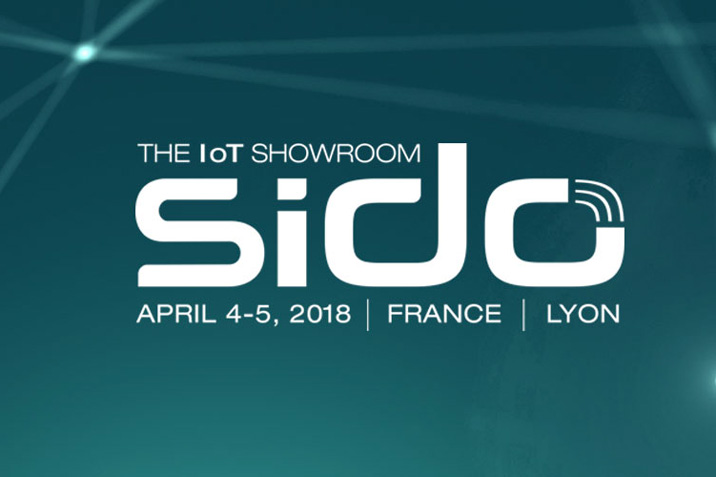 THE IoT SHOWROOM
sido
APRIL 4-5, 2018 | FRANCE | LYON